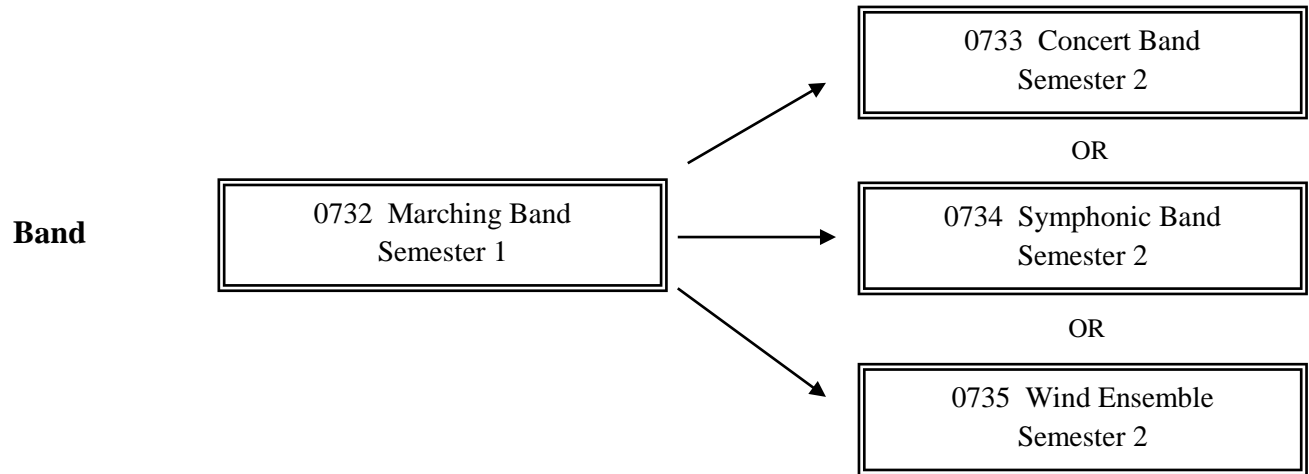 0733 Concert Band
Semester 2
OR
Band
0732 Marching Band
Semester 1
0734 Symphonic Band
Semester 2
OR
0735 Wind Ensemble
Semester 2